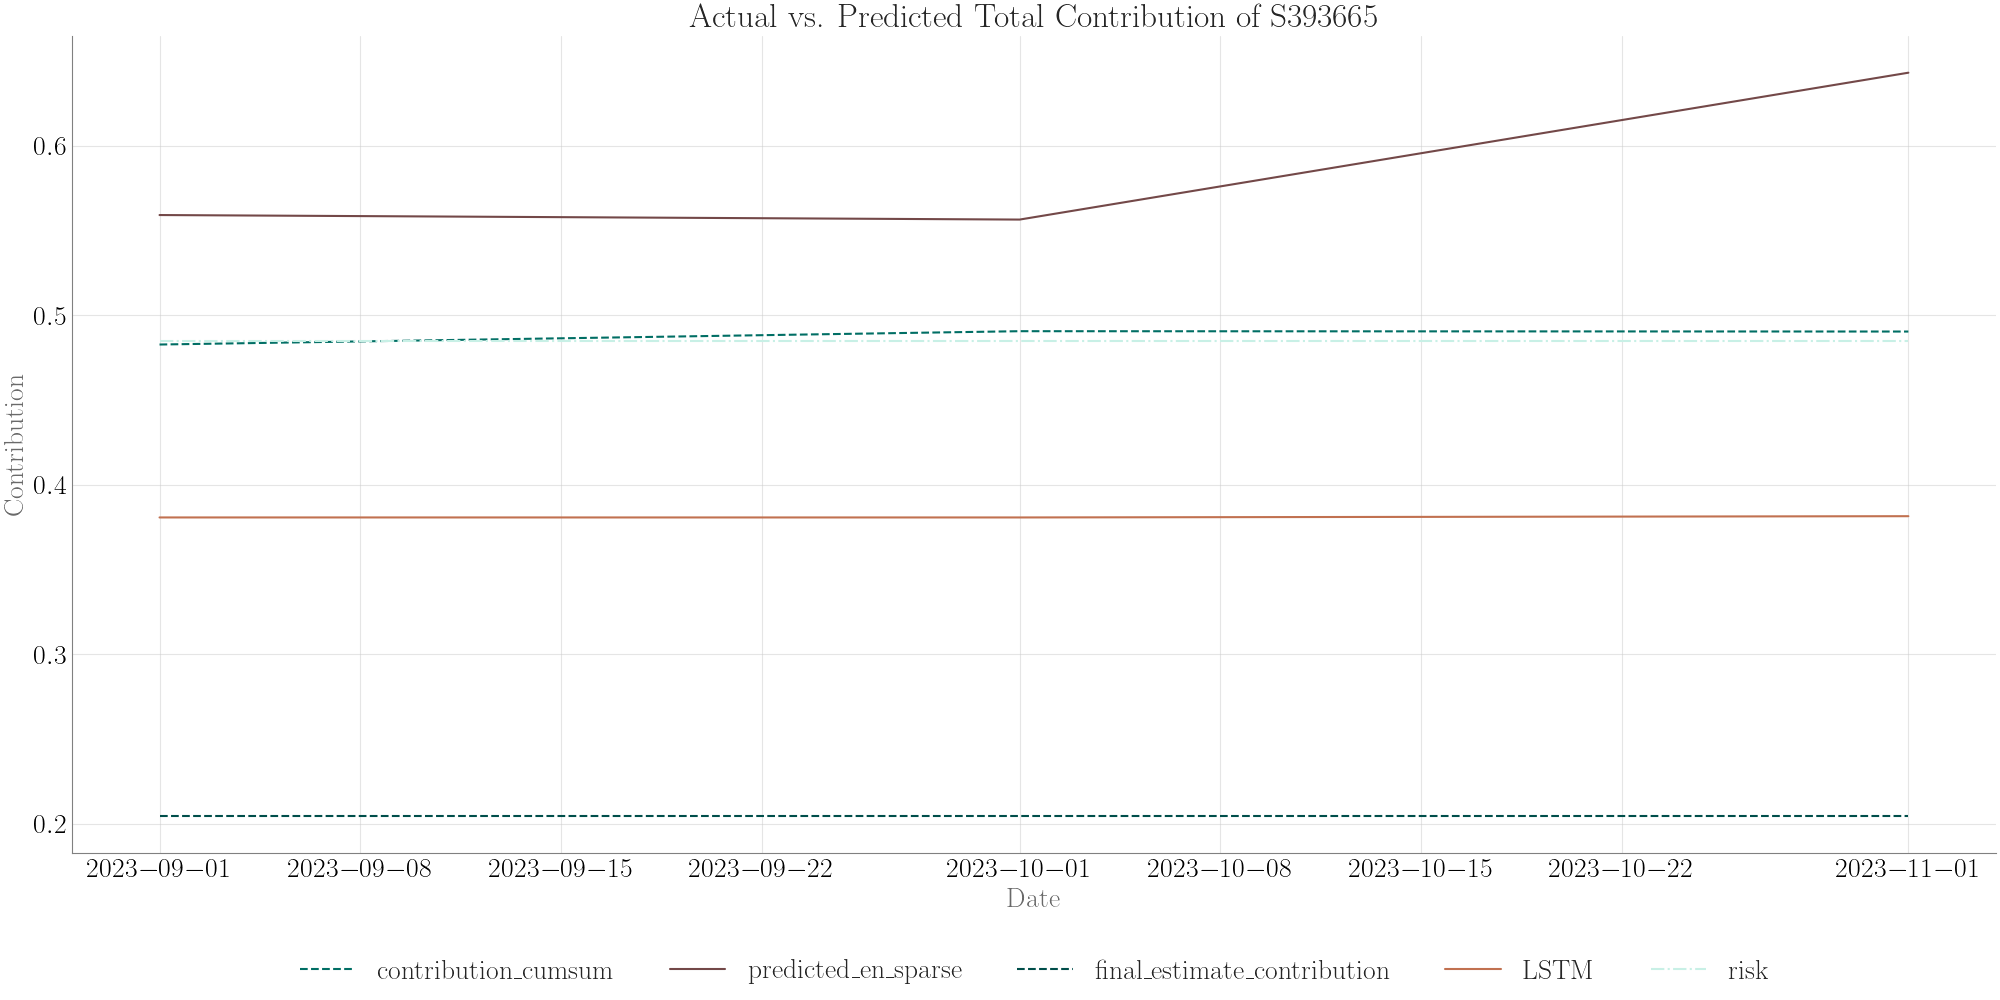 Actual vs. Predicted Total Contribution of S393665
Contribution
0.6
0.5
0.4
0.3
0.2
2023−09−01 2023−09−08 2023−09−15 2023−09−22 2023−10−01 2023−10−08 2023−10−15 2023−10−22 2023−11−01
Date
contribution_cumsum predicted_en_sparse final_estimate_contribution LSTM risk